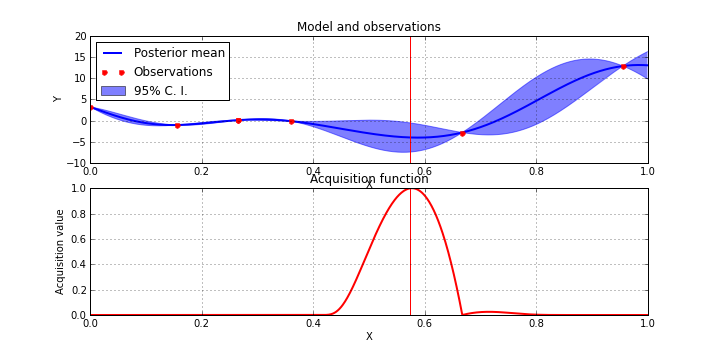 Model and observations
Y
20
15
10
5
0
−5
−10
Posterior mean
Observations
95% C. I.
0.0 0.2 0.4 0.6 0.8 1.0
X
Acquisition function
Acquisition value
1.0
0.8
0.6
0.4
0.2
0.0
0.0 0.2 0.4 0.6 0.8 1.0
X